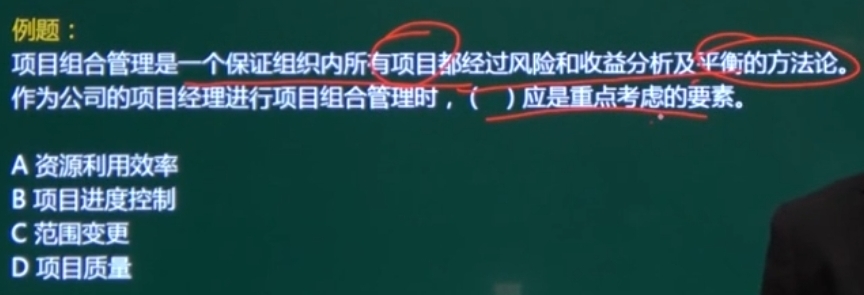 例题：
项目组合管理是一个保证组织内所有项目都经过风险和收益分析及平衡的方法论。
作为公司的项目经理进行项目组合管理时，（ ）应是重点考虑的要素。
A 资源利用效率
B 项目进度控制
C 范围变更
D 项目质量